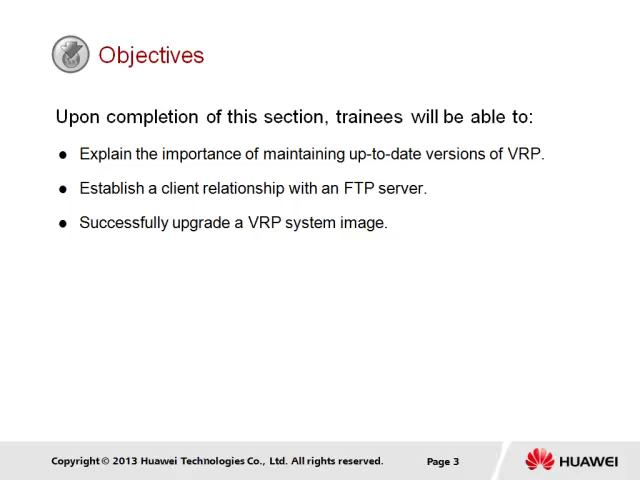 Objectives
Upon completion of this section, trainees will be able to:
● Explain the importance of maintaining up-to-date versions of VRP.
● Establish a client relationship with an FTP server.
● Successfully upgrade a VRP system image.
Copyright © 2013 Huawei Technologies Co., Ltd. All rights reserved.
Page 3
HUAWEI